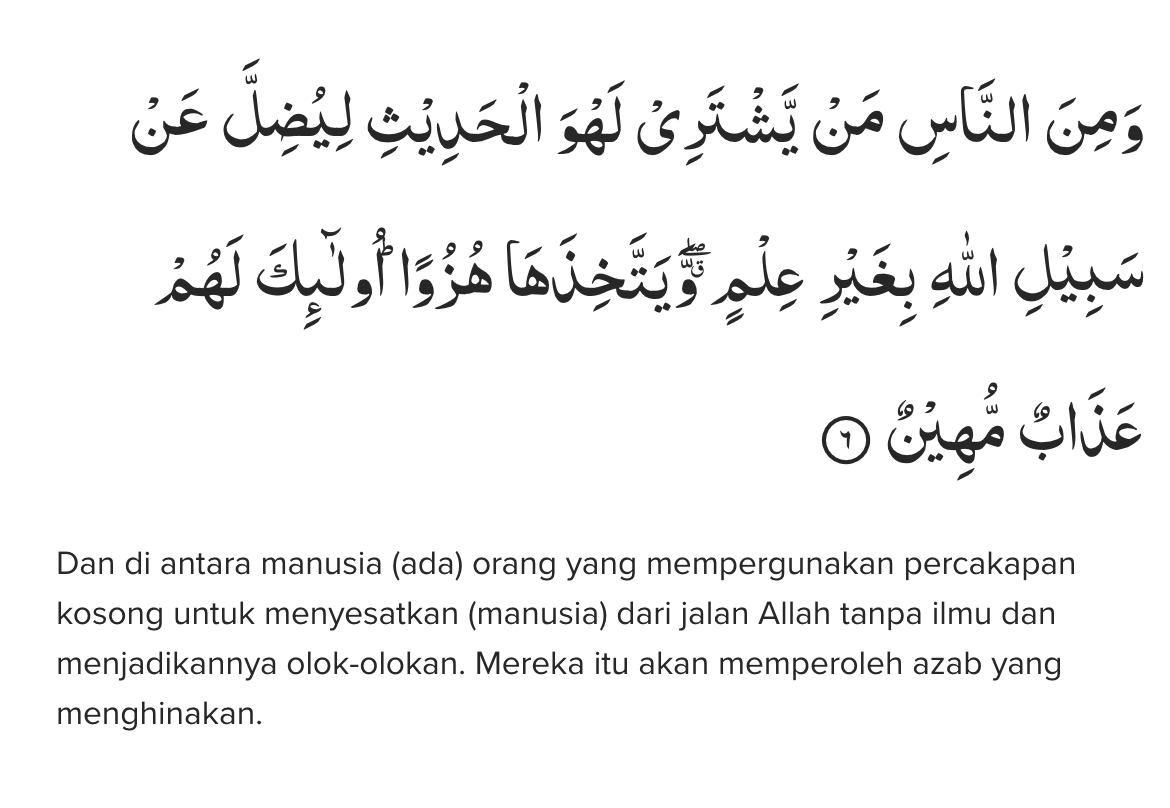 وَمِنَ النَّاسِ مَنْ يَّشْتَرِيْ لَهْوَ الْحَدِيْثِ لِيُضِلَّ عَنْ
سَبِيْلِ اللّٰهِ بِغَيْرِ عِلْمٍۖ وَّيَتَّخِذَهَا هُزُوًاۗ اُولٰۤىِٕكَ لَهُمْ
عَذَابٌ مُّهِيْنٌ ٦
Dan di antara manusia (ada) orang yang mempergunakan percakapan
kosong untuk menyesatkan (manusia) dari jalan Allah tanpa ilmu dan
menjadikannya olok-olokan. Mereka itu akan memperoleh azab yang
menghinakan.